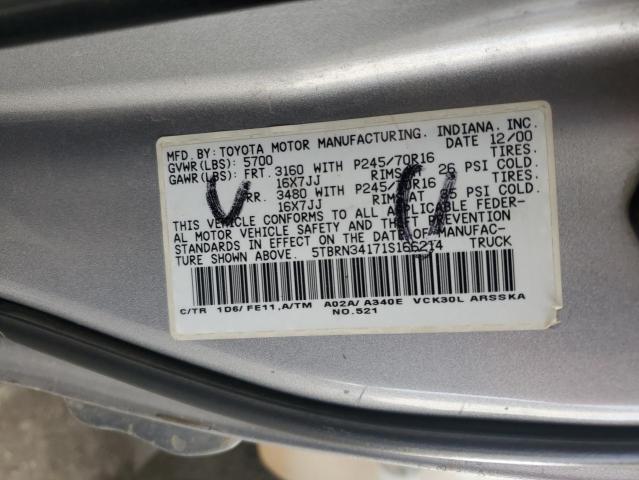 MFD. BY: TOYOTA MOTOR MANUFACTURING. INDIANA, INC.
GVWR(LBS): 5700 DATE 12/00
GAWR(LBS): FRT. 3160 WITH P245/70R16 TIRES.
16X7JJ RIMS 26 PSI COLD.
RR. 3480 WITH P245/70R16 TIRES.
16X7JJ RIMS AT PSI COLD.
THIS VEHICLE CONFORMS TO ALL APPLICABLE FEDER-
AL MOTOR VEHICLE SAFETY AND THEFT PREVENTION
STANDARDS IN EFFECT ON THE DATE OF MANUFAC-
TURE SHOWN ABOVE. 5TBRN34171S166214 TRUCK
C/TR 1D6/ FE11,A/TM A02A/ A340E VCK30L ARSSKA
NO.521